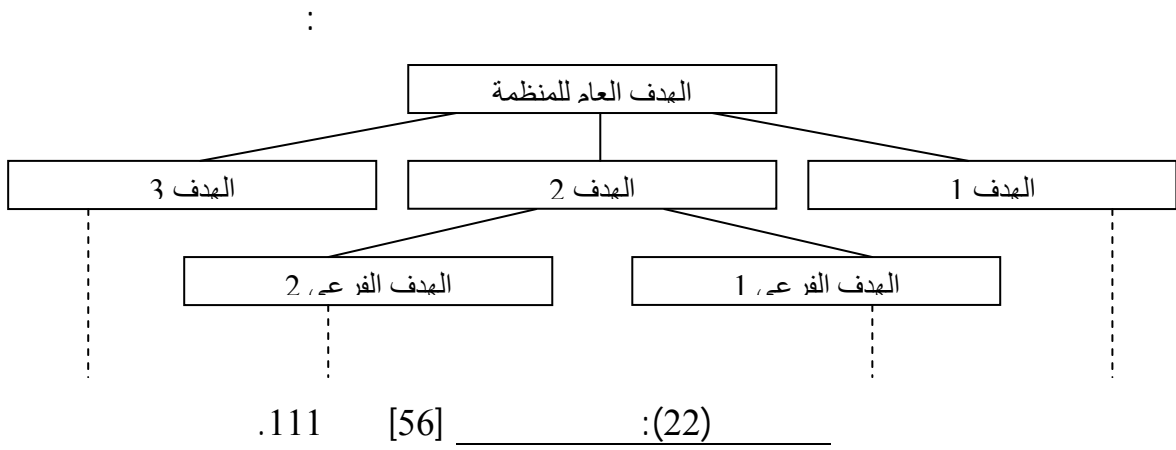 :
الهدف العام للمنظمة
الهدف 1 الهدف 2 الهدف 3
الهدف الفرعي 1 الهدف الفرعي 2
(22): [56] 111.